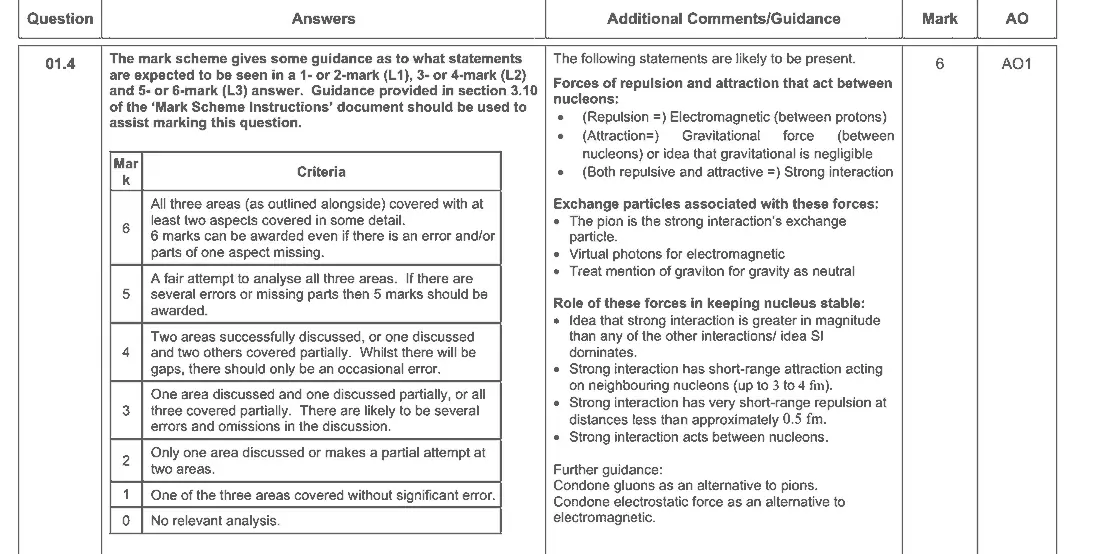 Question Answers Additional Comments/Guidance Mark AO
01.4
The mark scheme gives some guidance as to what statements
are expected to be seen in a 1- or 2-mark (L1), 3- or 4-mark (L2)
and 5- or 6-mark (L3) answer. Guidance provided in section 3.10
of the ‘Mark Scheme Instructions’ document should be used to
assist marking this question.
Mar
k
Criteria
6
All three areas (as outlined alongside) covered with at
least two aspects covered in some detail.
6 marks can be awarded even if there is an error and/or
parts of one aspect missing.
5
A fair attempt to analyse all three areas. If there are
several errors or missing parts then 5 marks should be
awarded.
4
Two areas successfully discussed, or one discussed
and two others covered partially. Whilst there will be
gaps, there should only be an occasional error.
3
One area discussed and one discussed partially, or all
three covered partially. There are likely to be several
errors and omissions in the discussion.
2
Only one area discussed or makes a partial attempt at
two areas.
1
One of the three areas covered without significant error.
0
No relevant analysis.
The following statements are likely to be present.
Forces of repulsion and attraction that act between
nucleons:
• (Repulsion =) Electromagnetic (between protons)
• (Attraction=) Gravitational force (between
nucleons) or idea that gravitational is negligible
• (Both repulsive and attractive =) Strong interaction
Exchange particles associated with these forces:
• The pion is the strong interaction’s exchange
particle.
• Virtual photons for electromagnetic
• Treat mention of graviton for gravity as neutral
Role of these forces in keeping nucleus stable:
• Idea that strong interaction is greater in magnitude
than any of the other interactions/ idea SI
dominates.
• Strong interaction has short-range attraction acting
on neighbouring nucleons (up to 3 to 4 fm).
• Strong interaction has very short-range repulsion at
distances less than approximately 0.5 fm.
• Strong interaction acts between nucleons.
Further guidance:
Condone gluons as an alternative to pions.
Condone electrostatic force as an alternative to
electromagnetic.
6
AO1